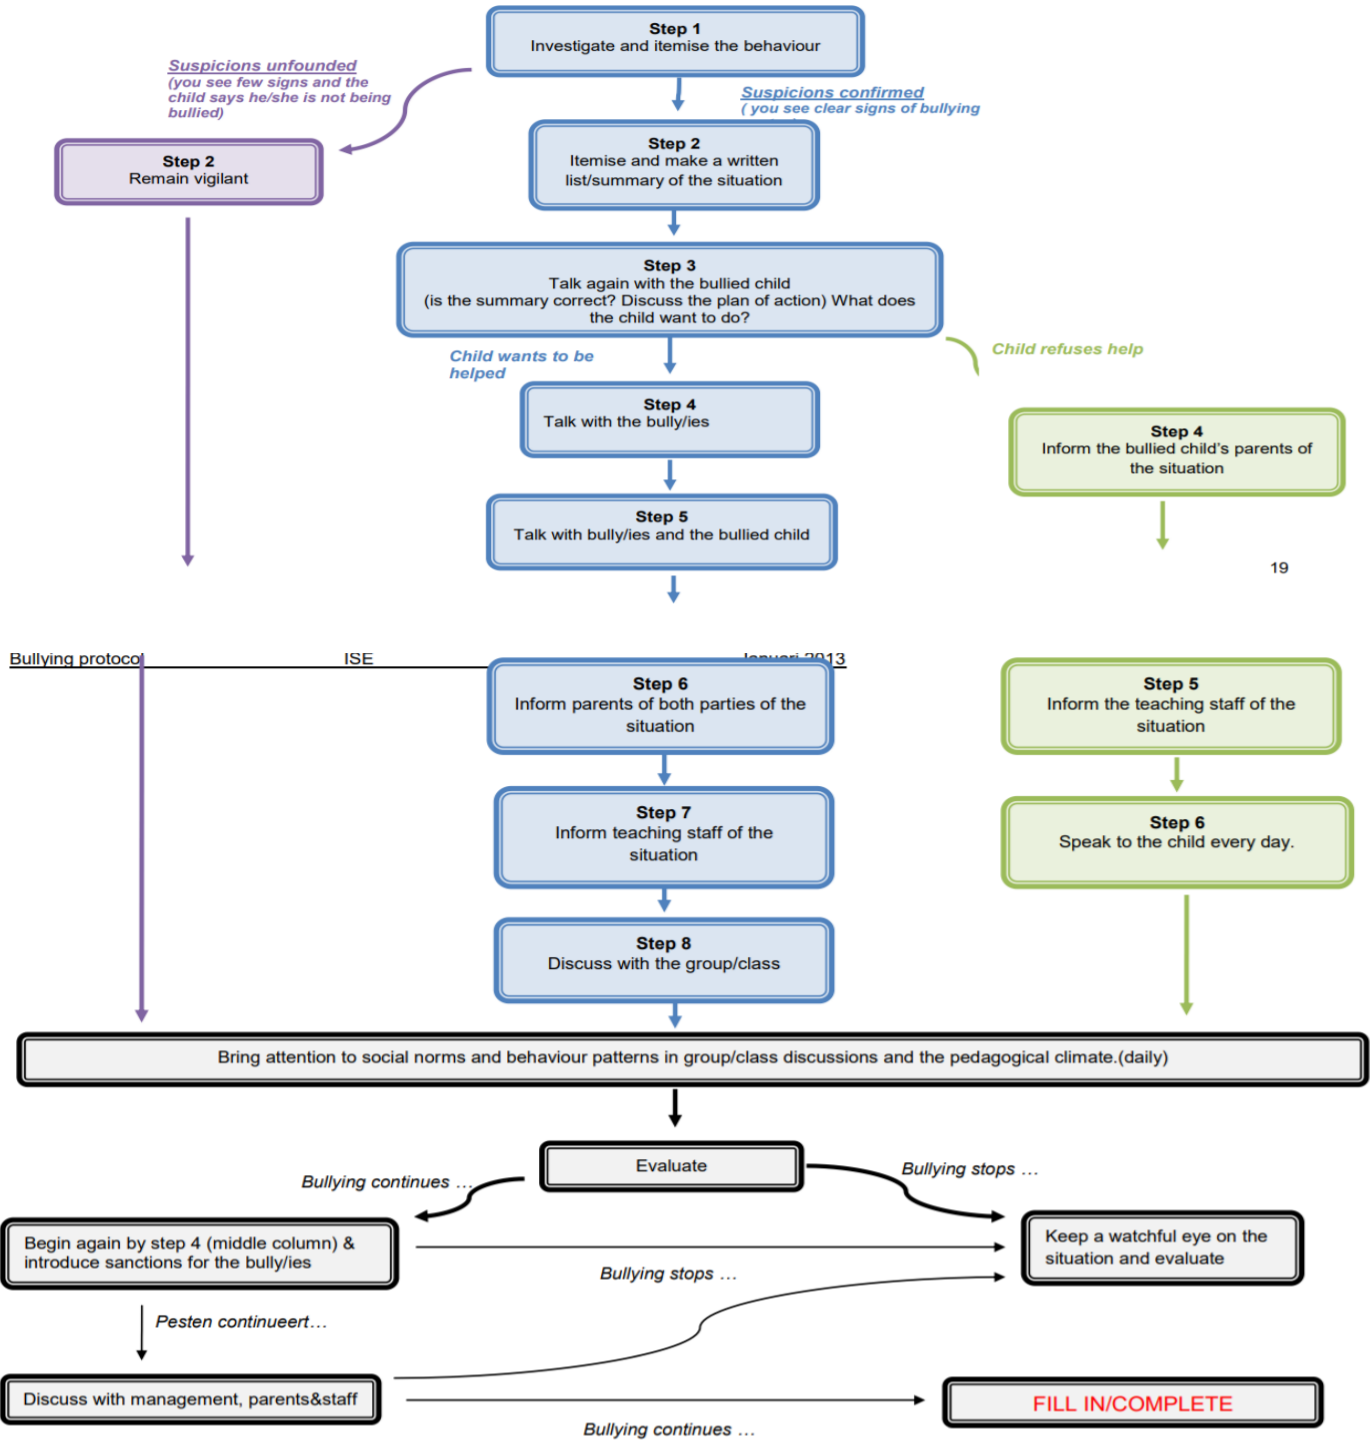 Step 1
Investigate and itemise the behaviour
Suspicions unfounded
(you see few signs and the
child says he/she is not being
bullied)
Suspicions confirmed
( you see clear signs of bullying
Step 2
Remain vigilant
Step 2
Itemise and make a written
list/summary of the situation
Step 3
Talk again with the bullied child
(is the summary correct? Discuss the plan of action) What does
the child want to do?
Child wants to be
helped
Child refuses help
Step 4
Talk with the bully/ies
Step 4
Inform the bullied child's parents of
the situation
Step 5
Talk with bully/ies and the bullied child
19
Bullying protocol ISE Januari 2013
Step 6
Inform parents of both parties of the
situation
Step 5
Inform the teaching staff of the
situation
Step 7
Inform teaching staff of the
situation
Step 6
Speak to the child every day.
Step 8
Discuss with the group/class
Bring attention to social norms and behaviour patterns in group/class discussions and the pedagogical climate.(daily)
Evaluate
Bullying continues …
Bullying stops …
Begin again by step 4 (middle column) &
introduce sanctions for the bully/ies
Keep a watchful eye on the
situation and evaluate
Bullying stops …
Pesten continueert…
Discuss with management, parents&staff
FILL IN/COMPLETE
Bullying continues …